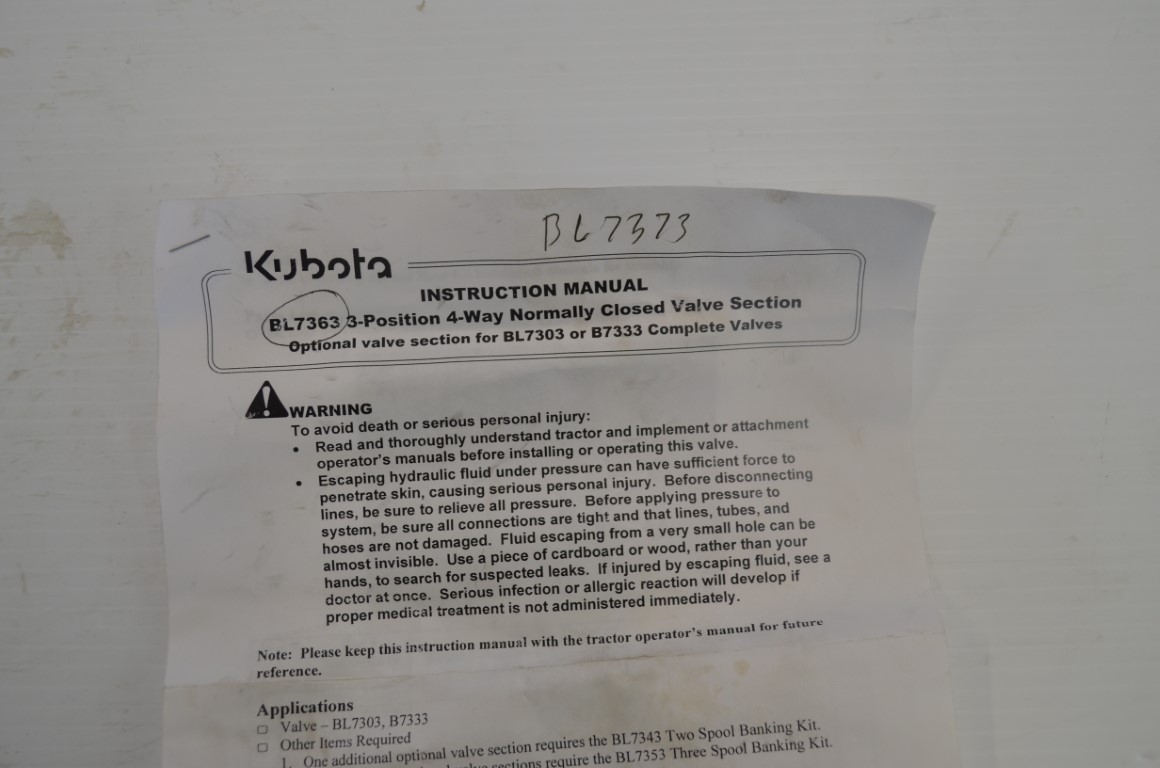 BL7373
Kubota
INSTRUCTION MANUAL
BL7363 3-Position 4-Way Normally Closed Valve Section
Optional valve section for BL7303 or B7333 Complete Valves
WARNING
To avoid death or serious personal injury:
• Read and thoroughly understand tractor and implement or attachment
operator's manuals before installing or operating this valve.
• Escaping hydraulic fluid under pressure can have sufficient force to
penetrate skin, causing serious personal injury. Before disconnecting
lines, be sure to relieve all pressure. Before applying pressure to
system, be sure all connections are tight and that lines, tubes, and
hoses are not damaged. Fluid escaping from a very small hole can be
almost invisible. Use a piece of cardboard or wood, rather than your
hands, to search for suspected leaks. If injured by escaping fluid, see a
doctor at once. Serious infection or allergic reaction will develop if
proper medical treatment is not administered immediately.
Note: Please keep this instruction manual with the tractor operator's manual for future
reference.
Applications
Valve – BL7303, B7333
Other Items Required
1. One additional optional valve section requires the BL7343 Two Spool Banking Kit.
sections require the BL7353 Three Spool Banking Kit.